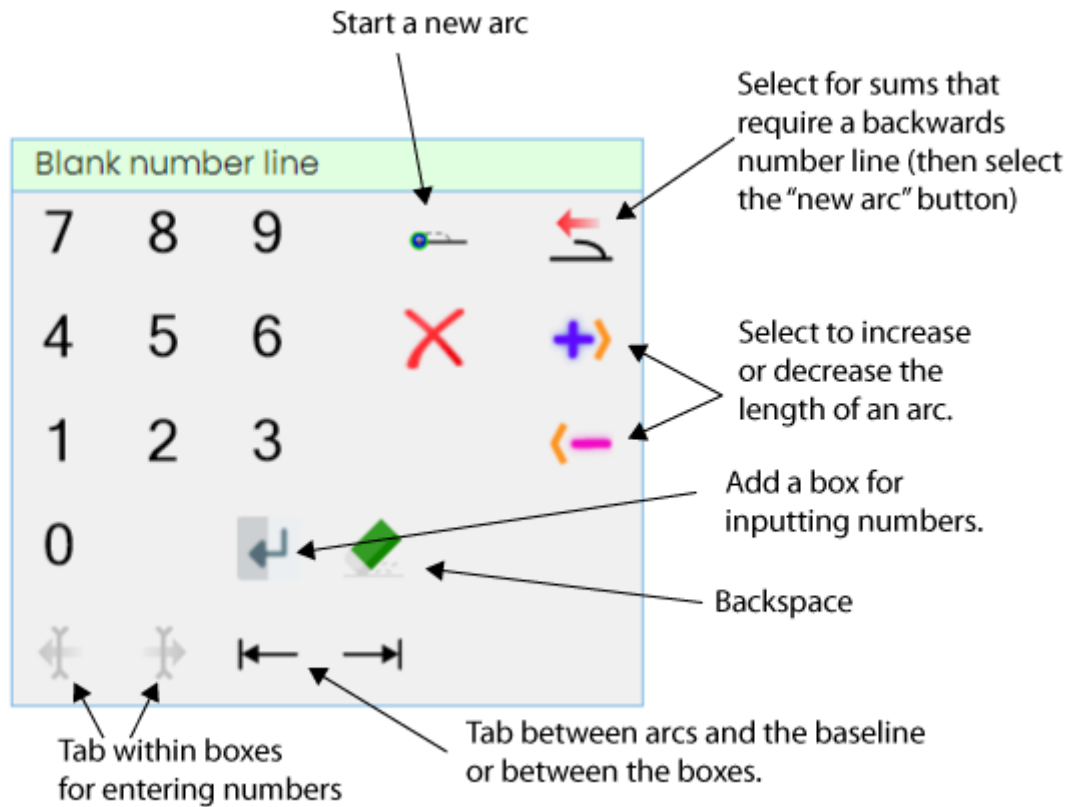 Start a new arc
Select for sums that
require a backwards
number line (then select
the “new arc” button)
Blank number line
7 8 9
4 5 6
Select to increase
or decrease the
length of an arc.
1 2 3
Add a box for
inputting numbers.
0
Backspace
Tab between arcs and the baseline
or between the boxes.
Tab within boxes
for entering numbers